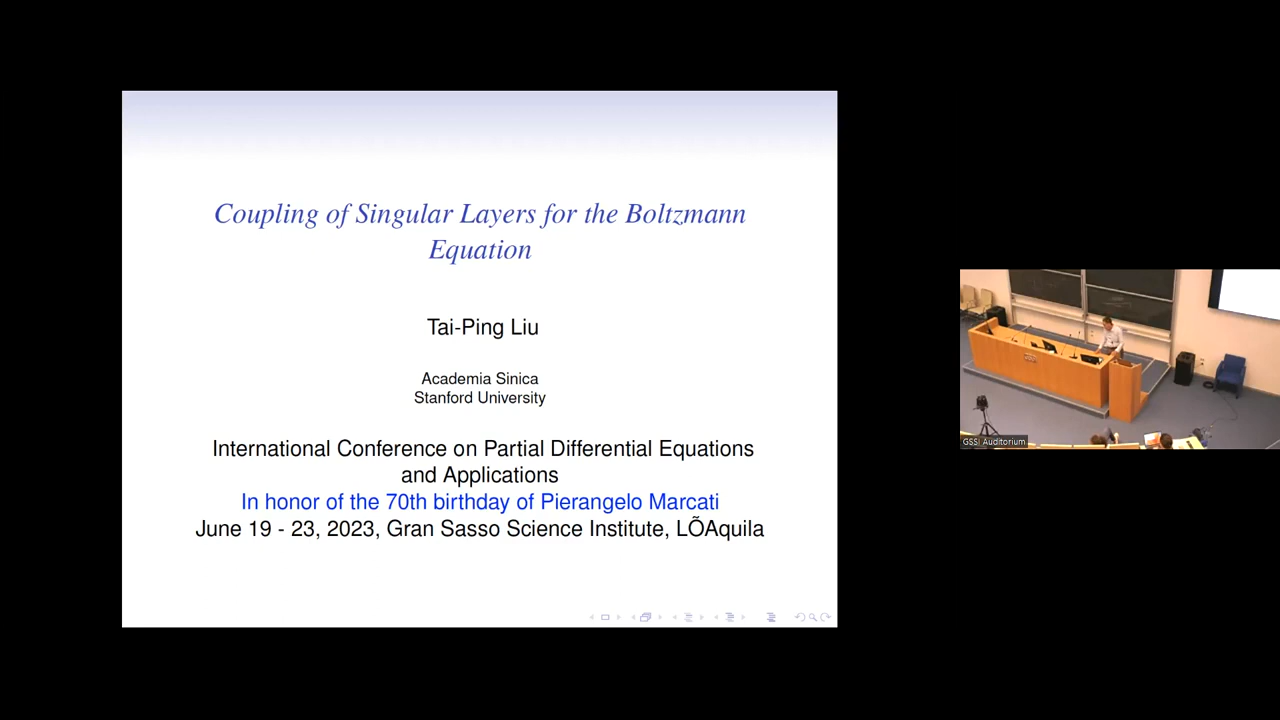 Coupling of Singular Layers for the Boltzmann
Equation
Tai-Ping Liu
Academia Sinica
Stanford University
International Conference on Partial Differential Equations
and Applications
In honor of the 70th birthday of Pierangelo Marcati
June 19 - 23, 2023, Gran Sasso Science Institute, LÕAquila
GSSI Auditorium